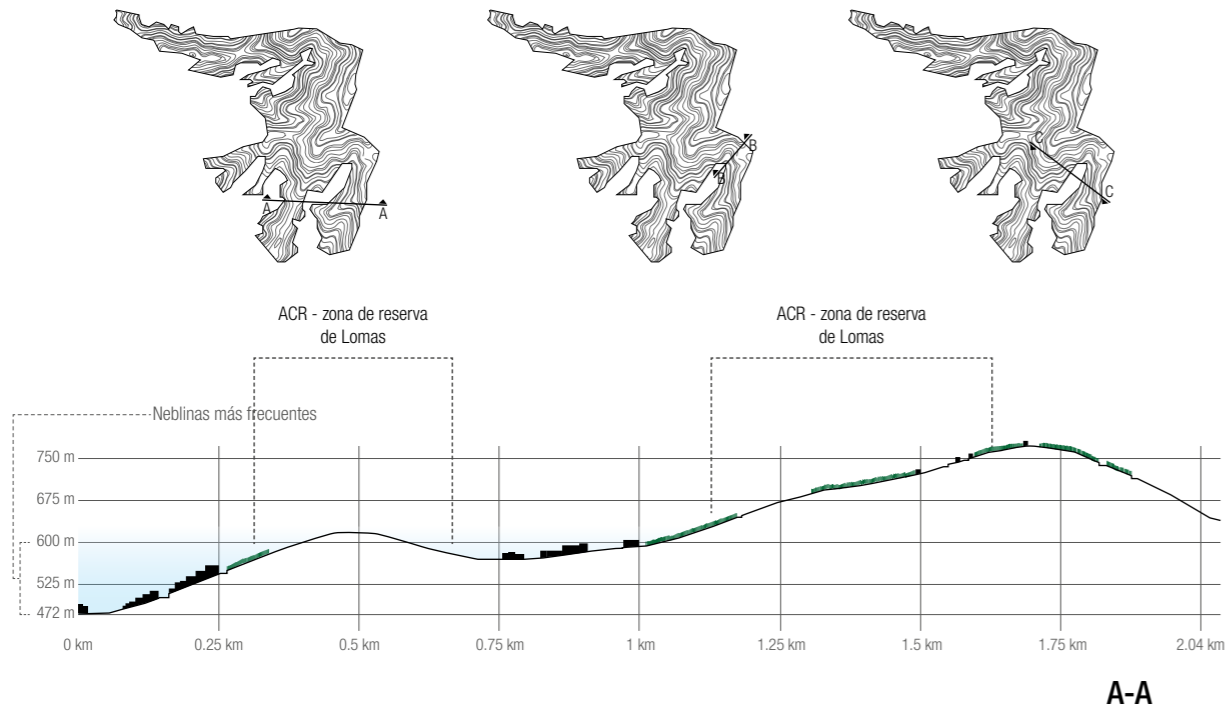 A
A
B
B
C
C
ACR - zona de reserva
de Lomas
ACR - zona de reserva
de Lomas
Neblinas más frecuentes
750 m
675 m
600 m
525 m
472 m
0 km
0.25 km
0.5 km
0.75 km
1 km
1.25 km
1.5 km
1.75 km
2.04 km
A-A